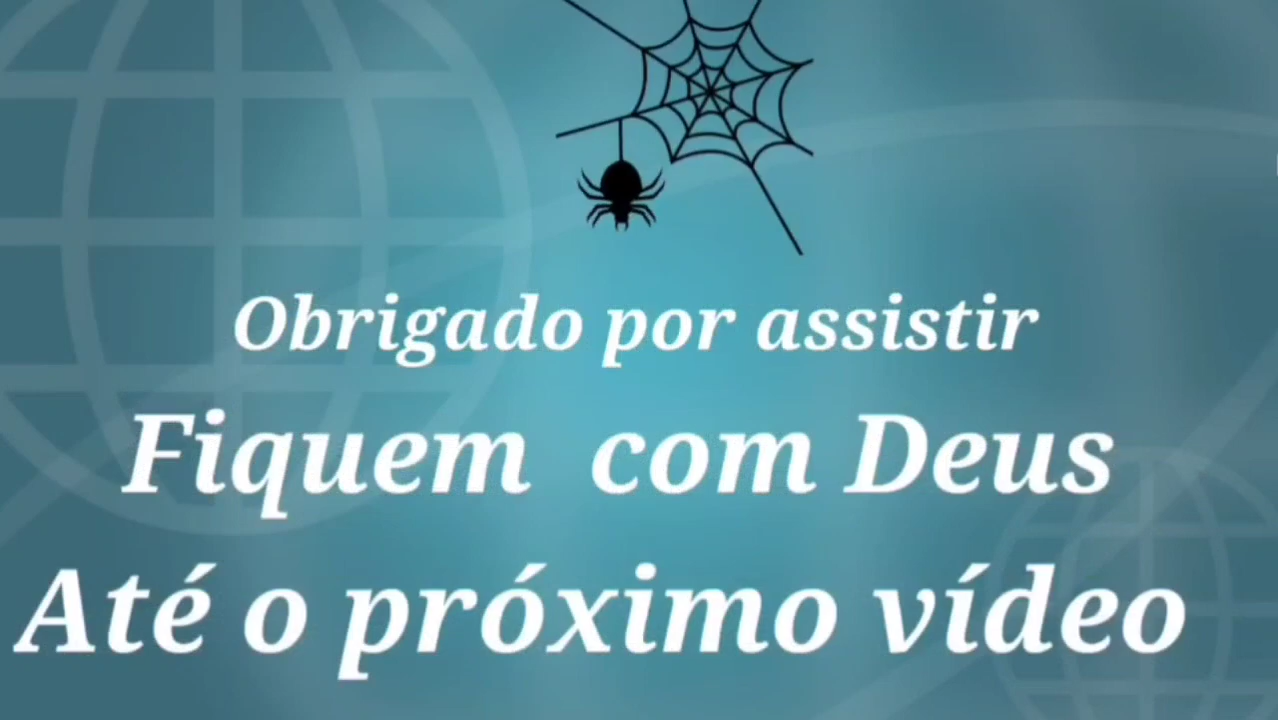 Obrigado por assistir
Fiquem com Deus
Até o próximo vídeo